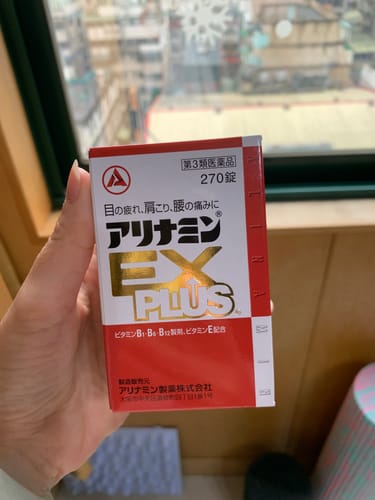 第3類医薬品
270錠
目の疲れ、肩こり、腰の痛みに
アリナミン®
EX
PLUS
ビタミンB1・B6・B12製剤、ビタミンE配合
製造販売元
アリナミン製薬株式会社
ALINAMIN